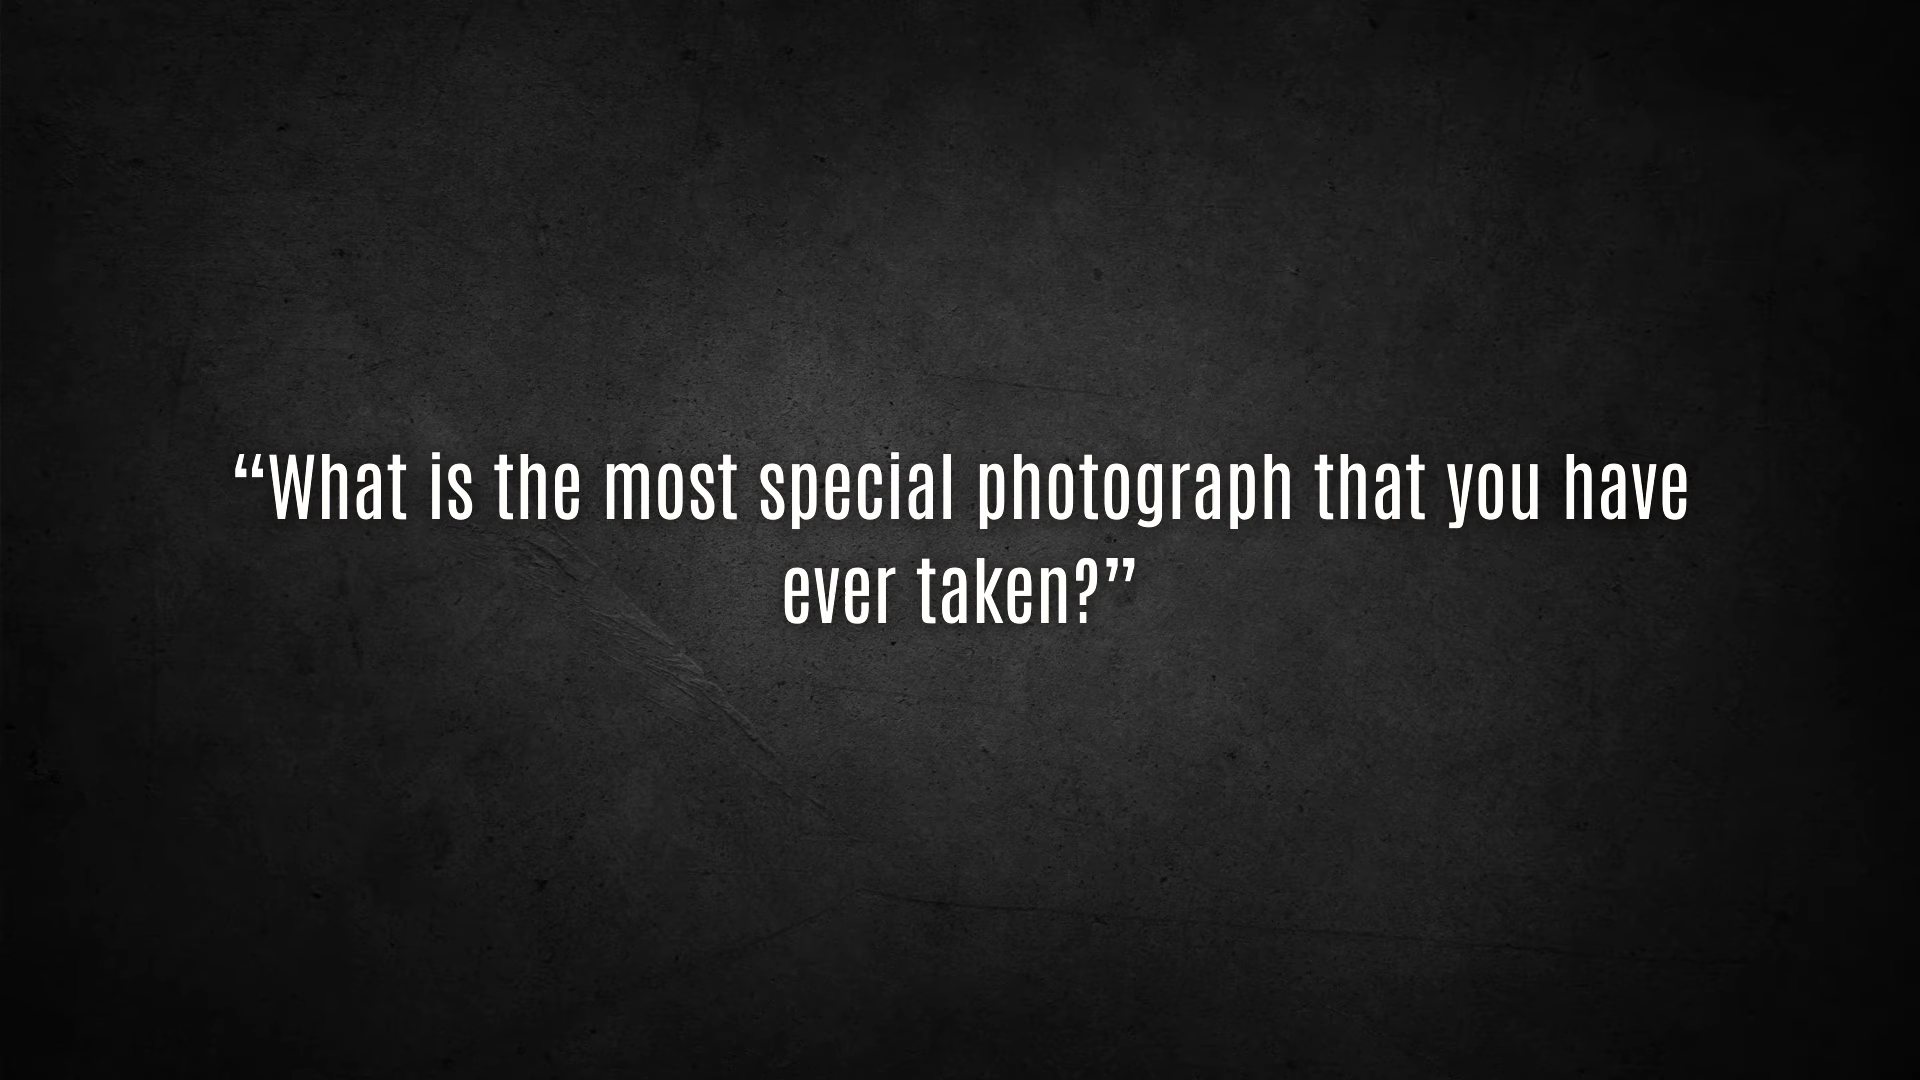 “What is the most special photograph that you have
ever taken?”